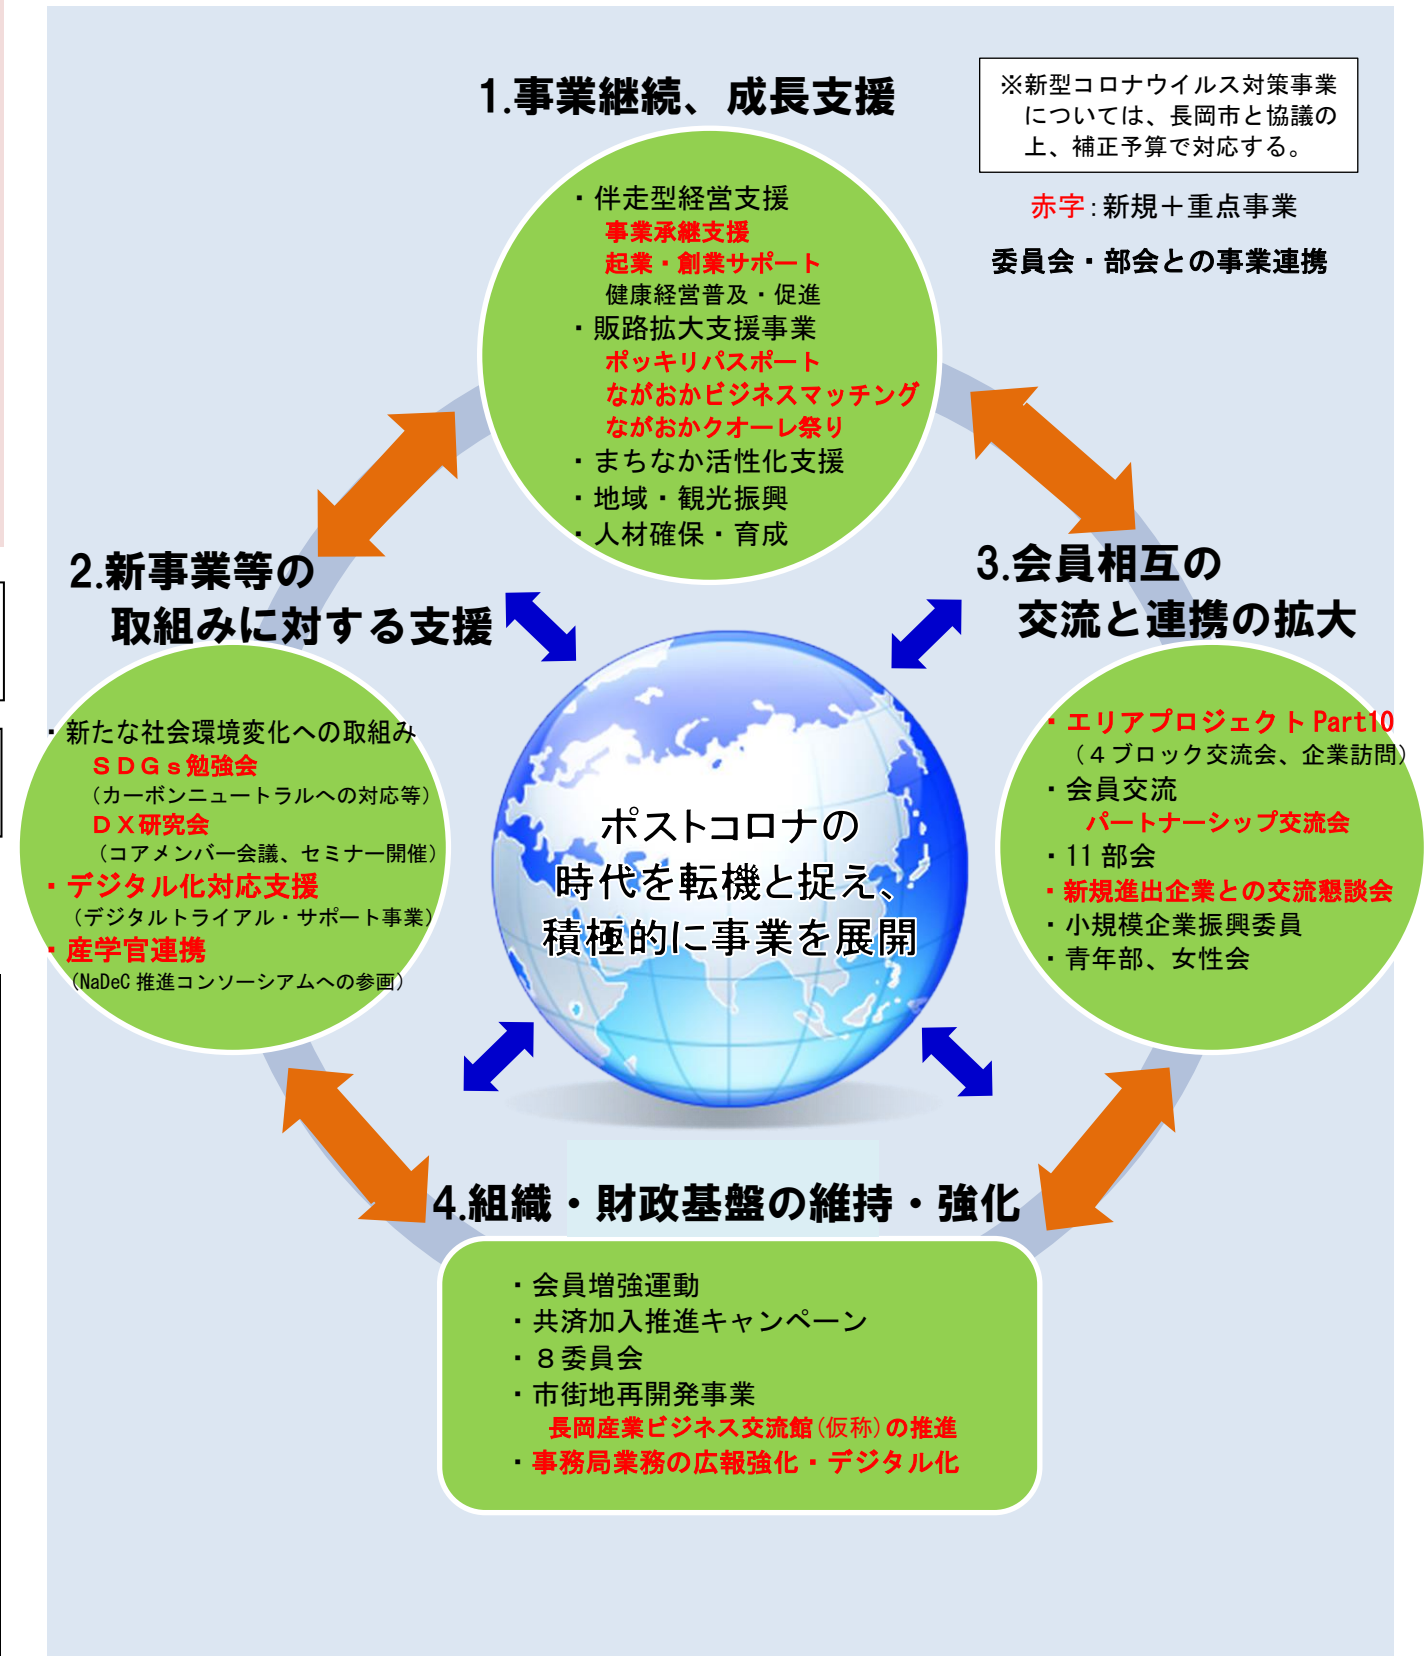 1.事業継続、成長支援
※新型コロナウイルス対策事業
については、長岡市と協議の
上、補正予算で対応する。
赤字:新規＋重点事業
委員会・部会との事業連携
・伴走型経営支援
事業承継支援
起業・創業サポート
健康経営普及・促進
・販路拡大支援事業
ポッキリパスポート
ながおかビジネスマッチング
ながおかクオーレ祭り
・まちなか活性化支援
・地域・観光振興
・人材確保・育成
2.新事業等の
取組みに対する支援
・新たな社会環境変化への取組み
ＳＤＧｓ勉強会
（カーボンニュートラルへの対応等）
ＤＸ研究会
（コアメンバー会議、セミナー開催）
・デジタル化対応支援
（デジタルトライアル・サポート事業）
・産学官連携
（NaDeC推進コンソーシアムへの参画）
3.会員相互の
交流と連携の拡大
・エリアプロジェクトPart10
（４ブロック交流会、企業訪問）
・会員交流
パートナーシップ交流会
・11部会
・新規進出企業との交流懇談会
・小規模企業振興委員
・青年部、女性会
ポストコロナの
時代を転機と捉え、
積極的に事業を展開
4.組織・財政基盤の維持・強化
・会員増強運動
・共済加入推進キャンペーン
・８委員会
・市街地再開発事業
長岡産業ビジネス交流館(仮称)の推進
・事務局業務の広報強化・デジタル化